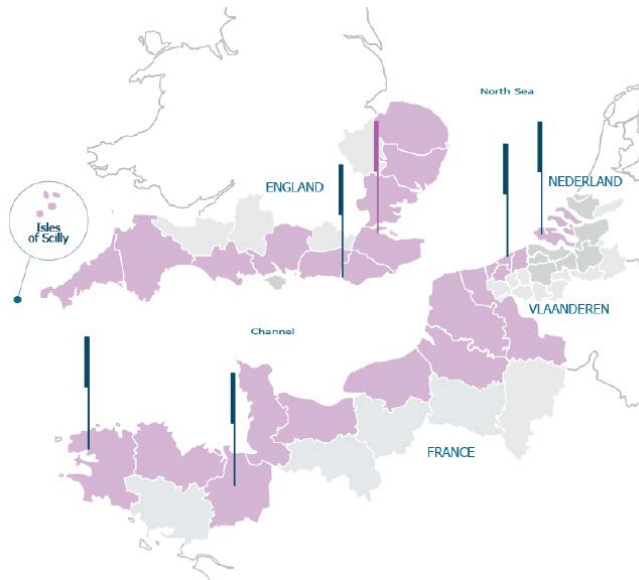 North Sea
ENGLAND
NEDERLAND
Isles
of Scilly
VLAANDEREN
Channel
FRANCE